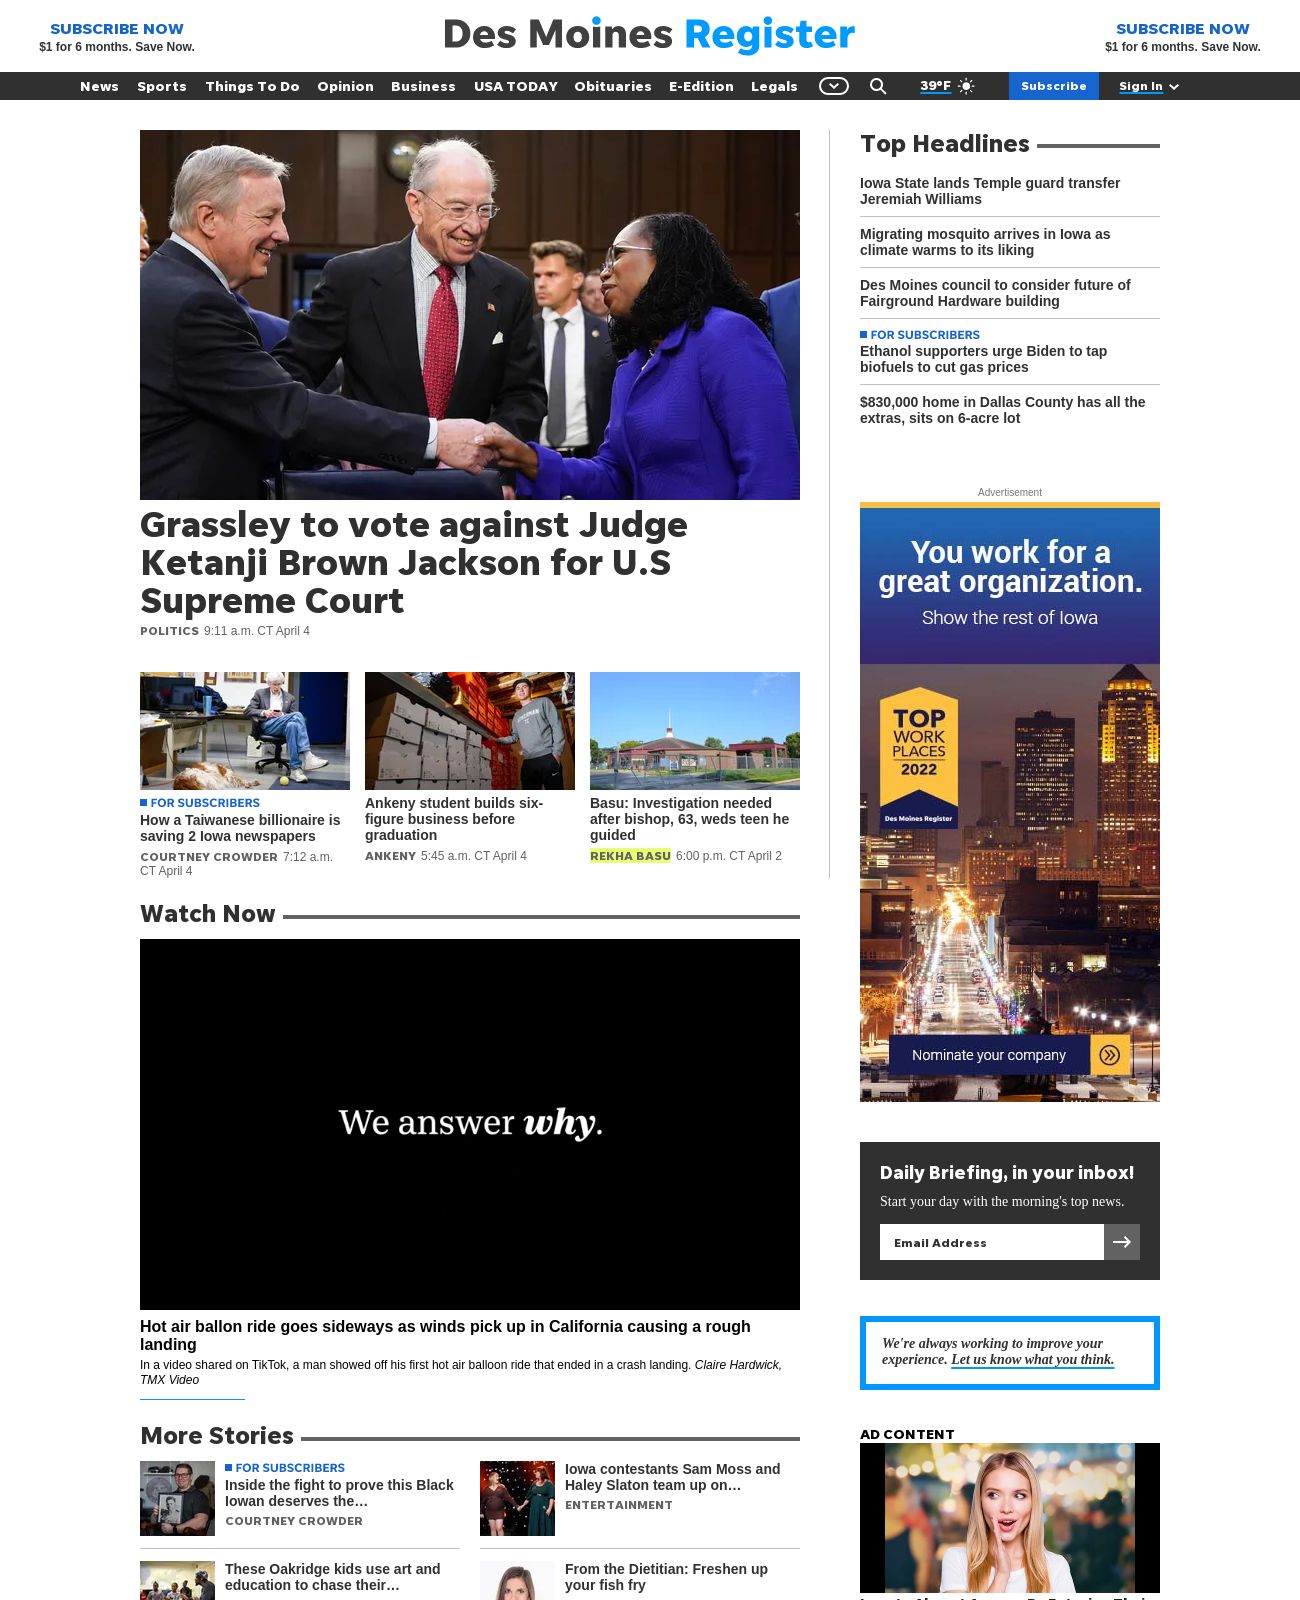 SUBSCRIBE NOW
$1 for 6 months. Save Now.
Des Moines Register
SUBSCRIBE NOW
$1 for 6 months. Save Now.
News Sports Things To Do Opinion Business USA TODAY Obituaries E-Edition Legals 39°F Subscribe Sign In
Grassley to vote against Judge
Ketanji Brown Jackson for U.S
Supreme Court
POLITICS 9:11 a.m. CT April 4
FOR SUBSCRIBERS
How a Taiwanese billionaire is
saving 2 Iowa newspapers
COURTNEY CROWDER 7:12 a.m.
CT April 4
Ankeny student builds six-
figure business before
graduation
ANKENY 5:45 a.m. CT April 4
Basu: Investigation needed
after bishop, 63, weds teen he
guided
REKHA BASU 6:00 p.m. CT April 2
Top Headlines
Iowa State lands Temple guard transfer
Jeremiah Williams
Migrating mosquito arrives in Iowa as
climate warms to its liking
Des Moines council to consider future of
Fairground Hardware building
FOR SUBSCRIBERS
Ethanol supporters urge Biden to tap
biofuels to cut gas prices
$830,000 home in Dallas County has all the
extras, sits on 6-acre lot
Advertisement
You work for a
great organization.
Show the rest of Iowa
TOP
WORK
PLACES
2022
Des Moines Register
Nominate your company
Watch Now
We answer why.
Hot air ballon ride goes sideways as winds pick up in California causing a rough
landing
In a video shared on TikTok, a man showed off his first hot air balloon ride that ended in a crash landing. Claire Hardwick,
TMX Video
Daily Briefing, in your inbox!
Start your day with the morning's top news.
Email Address
We're always working to improve your
experience. Let us know what you think.
More Stories
FOR SUBSCRIBERS
Inside the fight to prove this Black
Iowan deserves the…
COURTNEY CROWDER
Iowa contestants Sam Moss and
Haley Slaton team up on…
ENTERTAINMENT
These Oakridge kids use art and
education to chase their…
From the Dietitian: Freshen up
your fish fry
AD CONTENT